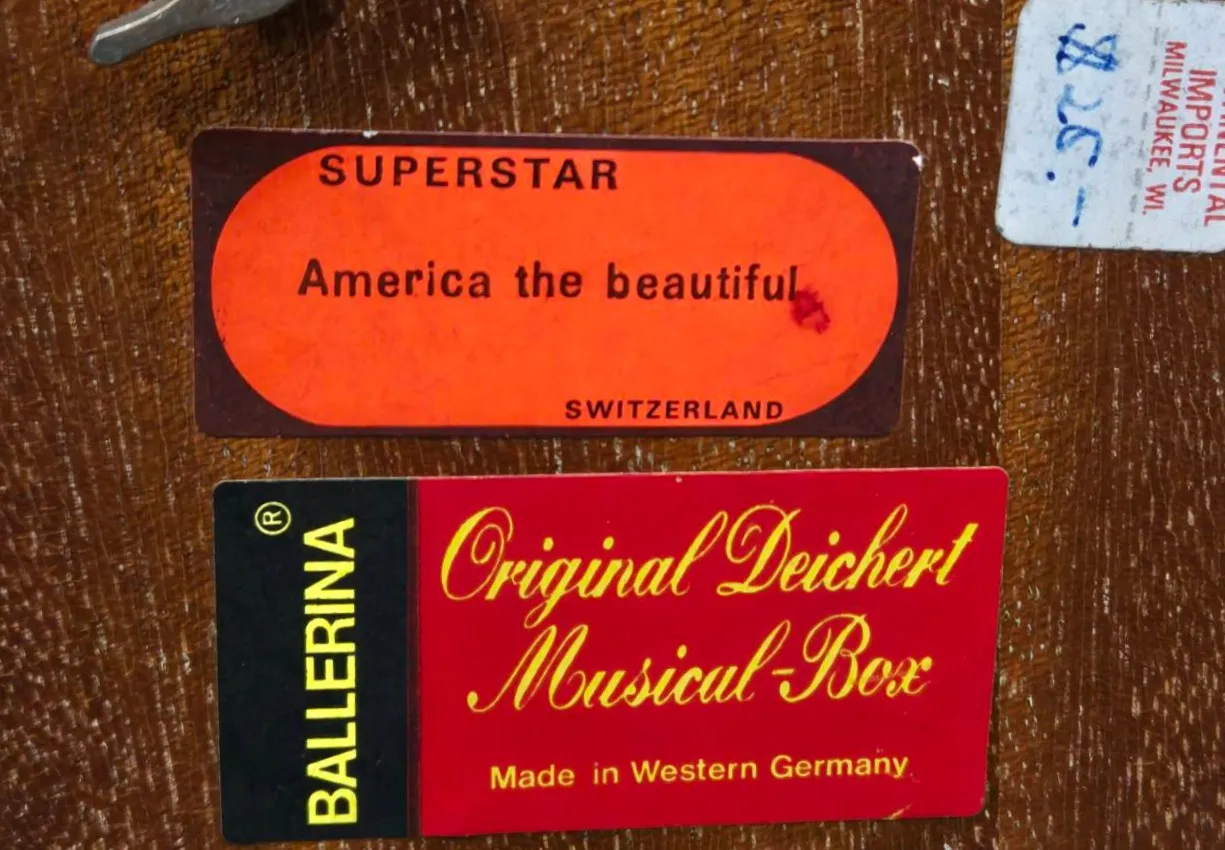 SUPERSTAR
America the beautiful
SWITZERLAND
BALLERINA ®
Original Deichert
Musical-Box
Made in Western Germany
IMPORTS
MILWAUKEE, WI.